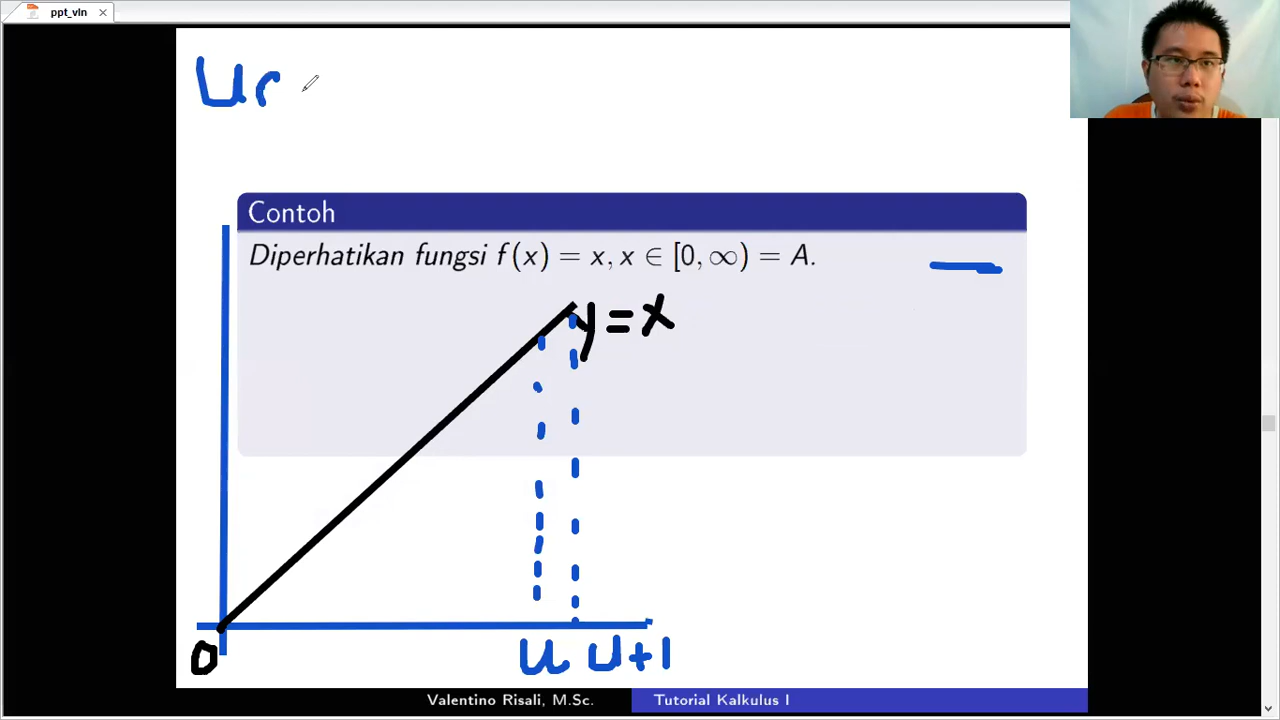 ppt_vln
Ur
Contoh
Diperhatikan fungsi f(x) = x, x ∈ [0, ∞) = A.
y = x
0
u u+1
Valentino Risali, M.Sc. Tutorial Kalkulus I